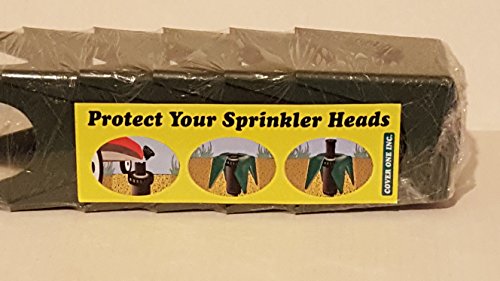 Protect Your Sprinkler Heads
COVER ONE INC.